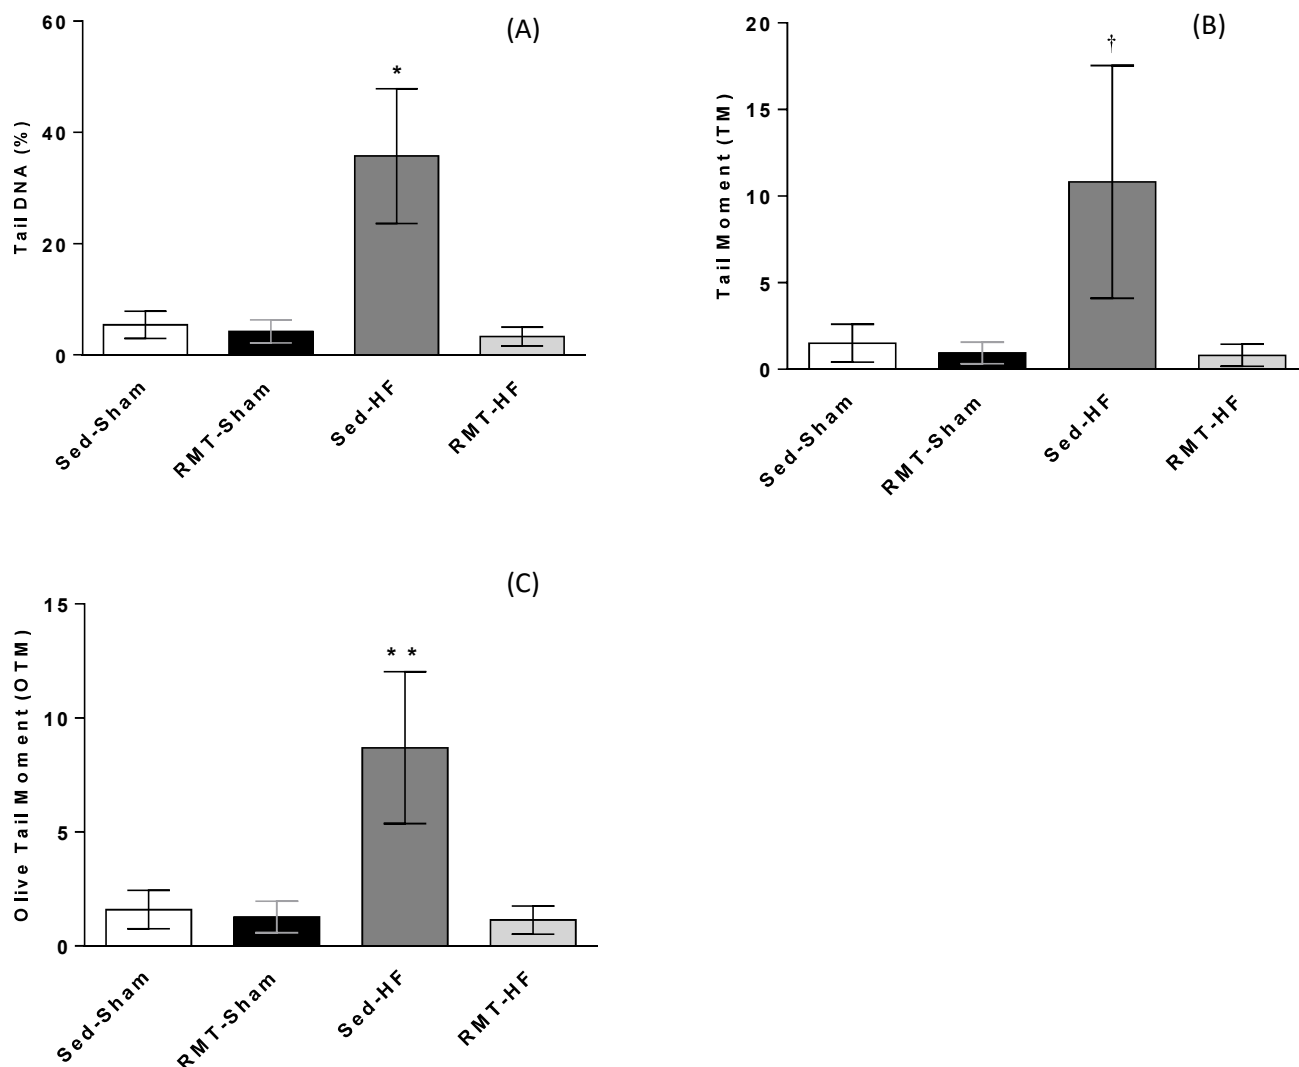 (A)
Tail DNA (%)
60
40
20
0
*
Sed-Sham
RMT-Sham
Sed-HF
RMT-HF
(B)
Tail Moment (TM)
20
15
10
5
0
†
Sed-Sham
RMT-Sham
Sed-HF
RMT-HF
(C)
Olive Tail Moment (OTM)
15
10
5
0
* *
Sed-Sham
RMT-Sham
Sed-HF
RMT-HF